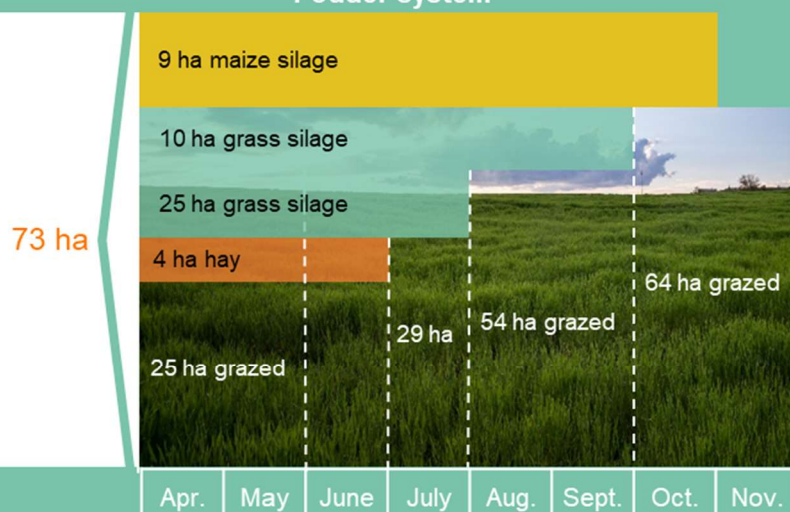 9 ha maize silage
10 ha grass silage
25 ha grass silage
73 ha
4 ha hay
64 ha grazed
54 ha grazed
29 ha
25 ha grazed
Apr. May June July Aug. Sept. Oct. Nov.